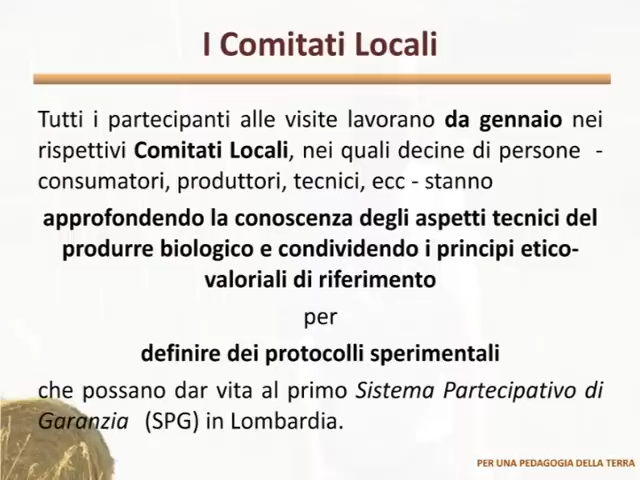 I Comitati Locali
Tutti i partecipanti alle visite lavorano da gennaio nei
rispettivi Comitati Locali, nei quali decine di persone -
consumatori, produttori, tecnici, ecc - stanno
approfondendo la conoscenza degli aspetti tecnici del
produrre biologico e condividendo i principi etico-
valoriali di riferimento
per
definire dei protocolli sperimentali
che possano dar vita al primo Sistema Partecipativo di
Garanzia (SPG) in Lombardia.
PER UNA PEDAGOGIA DELLA TERRA